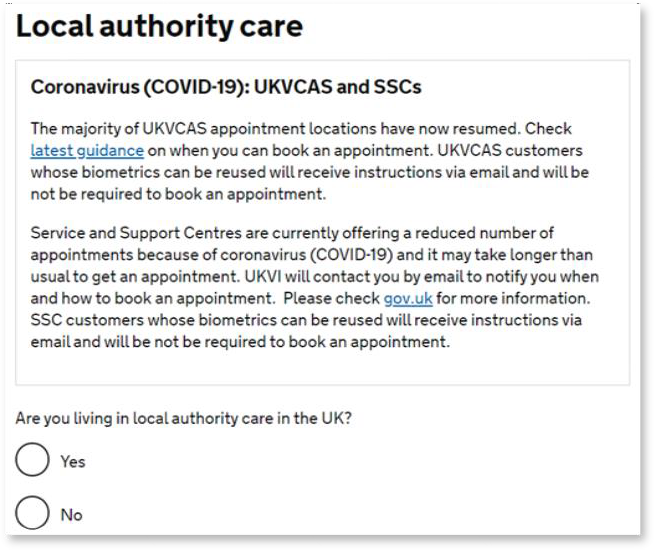 Local authority care
Coronavirus (COVID-19): UKVCAS and SSCs
The majority of UKVCAS appointment locations have now resumed. Check
latest guidance on when you can book an appointment. UKVCAS customers
whose biometrics can be reused will receive instructions via email and will be
not be required to book an appointment.
Service and Support Centres are currently offering a reduced number of
appointments because of coronavirus (COVID-19) and it may take longer than
usual to get an appointment. UKVI will contact you by email to notify you when
and how to book an appointment. Please check gov.uk for more information.
SSC customers whose biometrics can be reused will receive instructions via
email and will be not be required to book an appointment.
Are you living in local authority care in the UK?
Yes
No